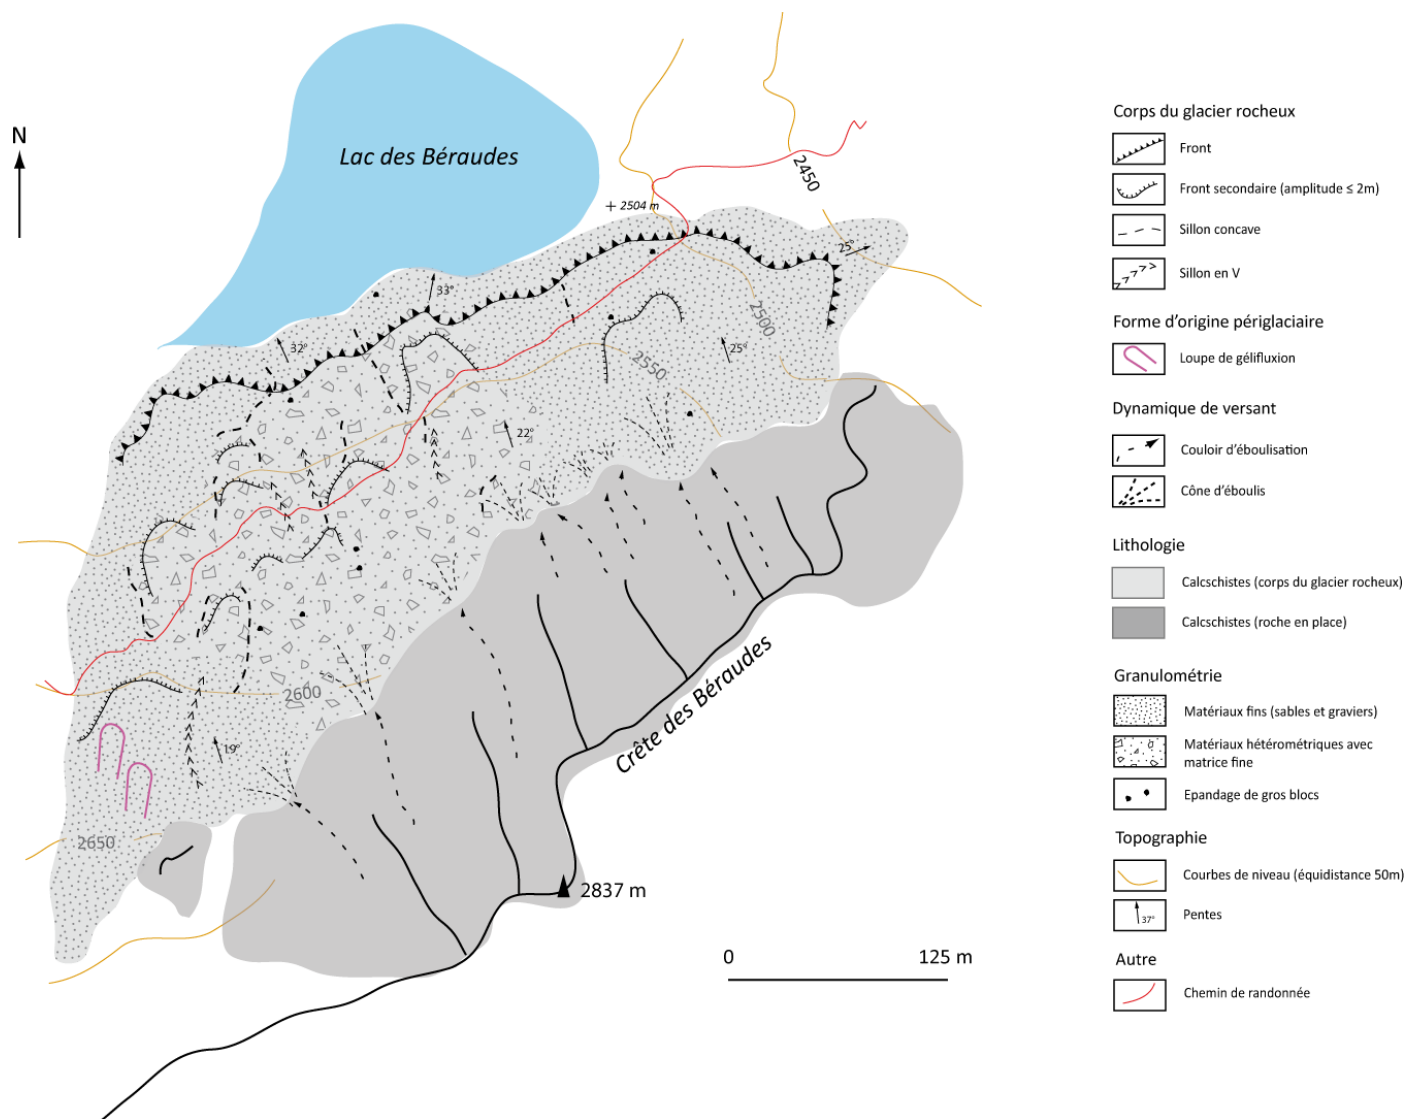 N
Lac des Béraudes
2504 m
2450
25°
33°
2500
32°
25°
2550
22°
2600
19°
Crête des Béraudes
2650
2837 m
0
125 m
Corps du glacier rocheux
Front
Front secondaire (amplitude ≤ 2m)
Sillon concave
Sillon en V
Forme d'origine périglaciaire
Loupe de gélifluxion
Dynamique de versant
Couloir d'éboulisation
Cône d'éboulis
Lithologie
Calcschistes (corps du glacier rocheux)
Calcschistes (roche en place)
Granulométrie
Matériaux fins (sables et graviers)
Matériaux hétérométriques avec
matrice fine
Epandage de gros blocs
Topographie
Courbes de niveau (équidistance 50m)
37°
Pentes
Autre
Chemin de randonnée